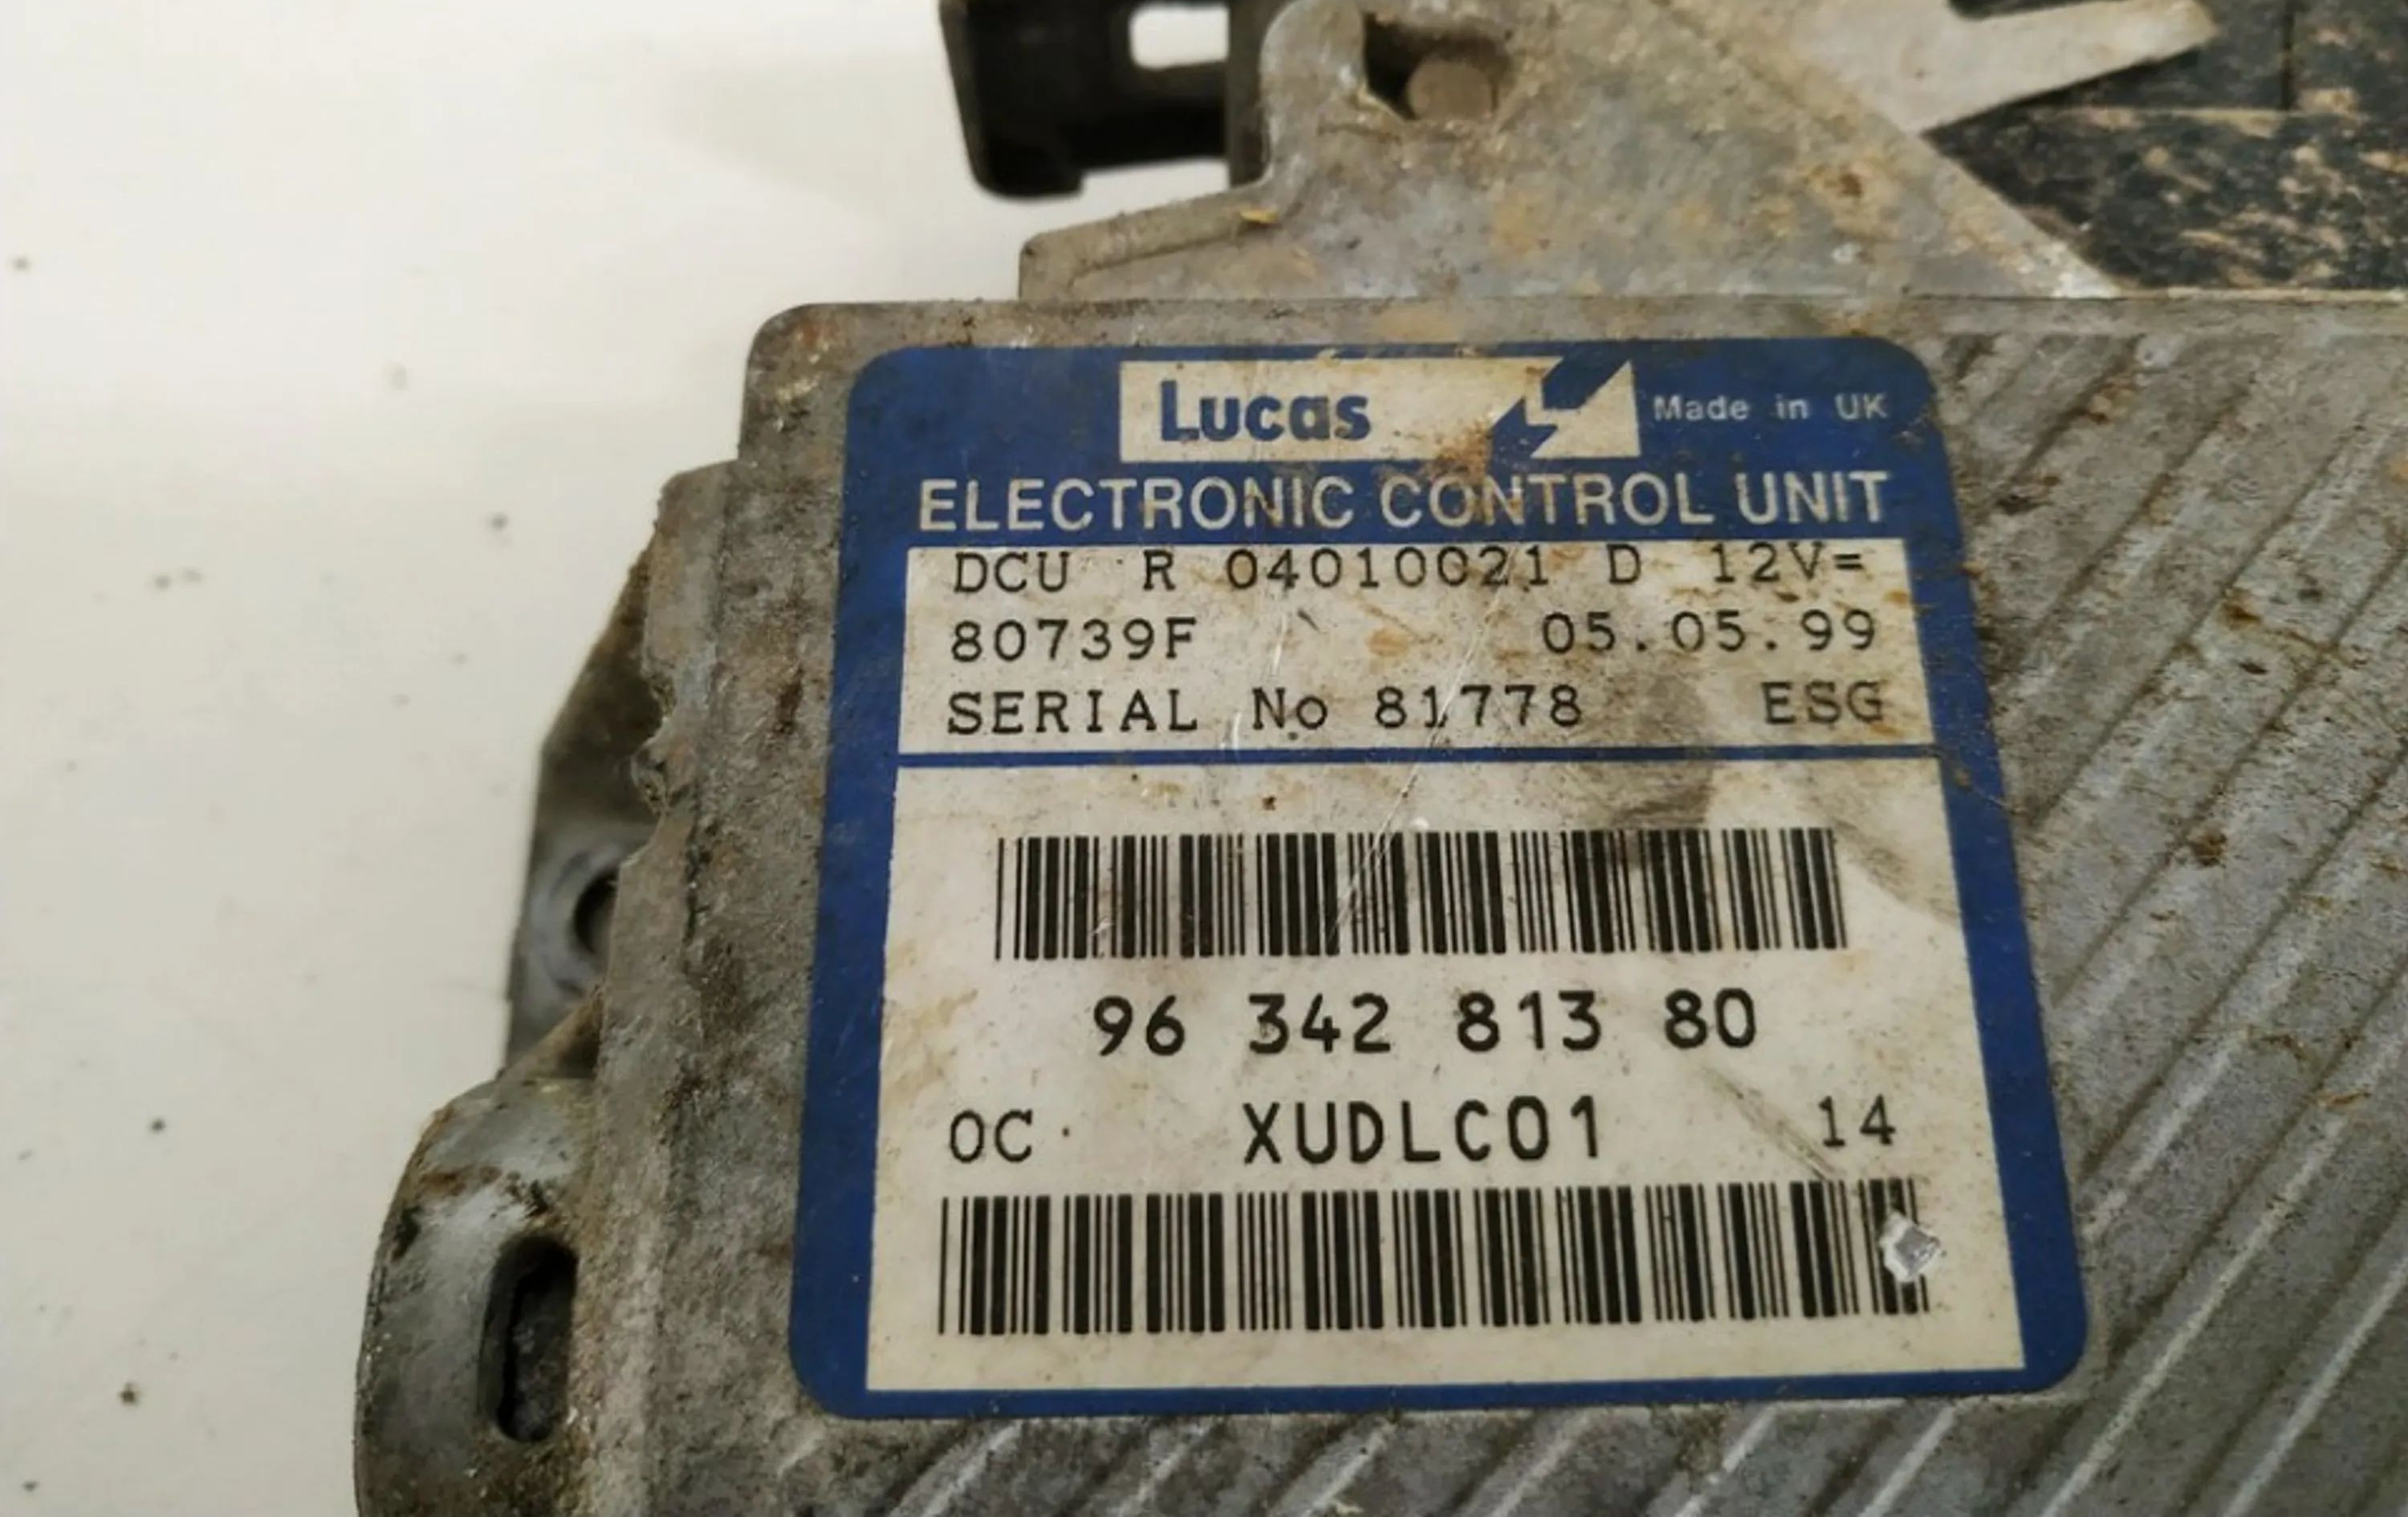 Lucas Made in UK
ELECTRONIC CONTROL UNIT
DCU R 04010021 D 12V=
80739F 05.05.99
SERIAL No 81778 ESG
96 342 813 80
0C XUDLC01 14